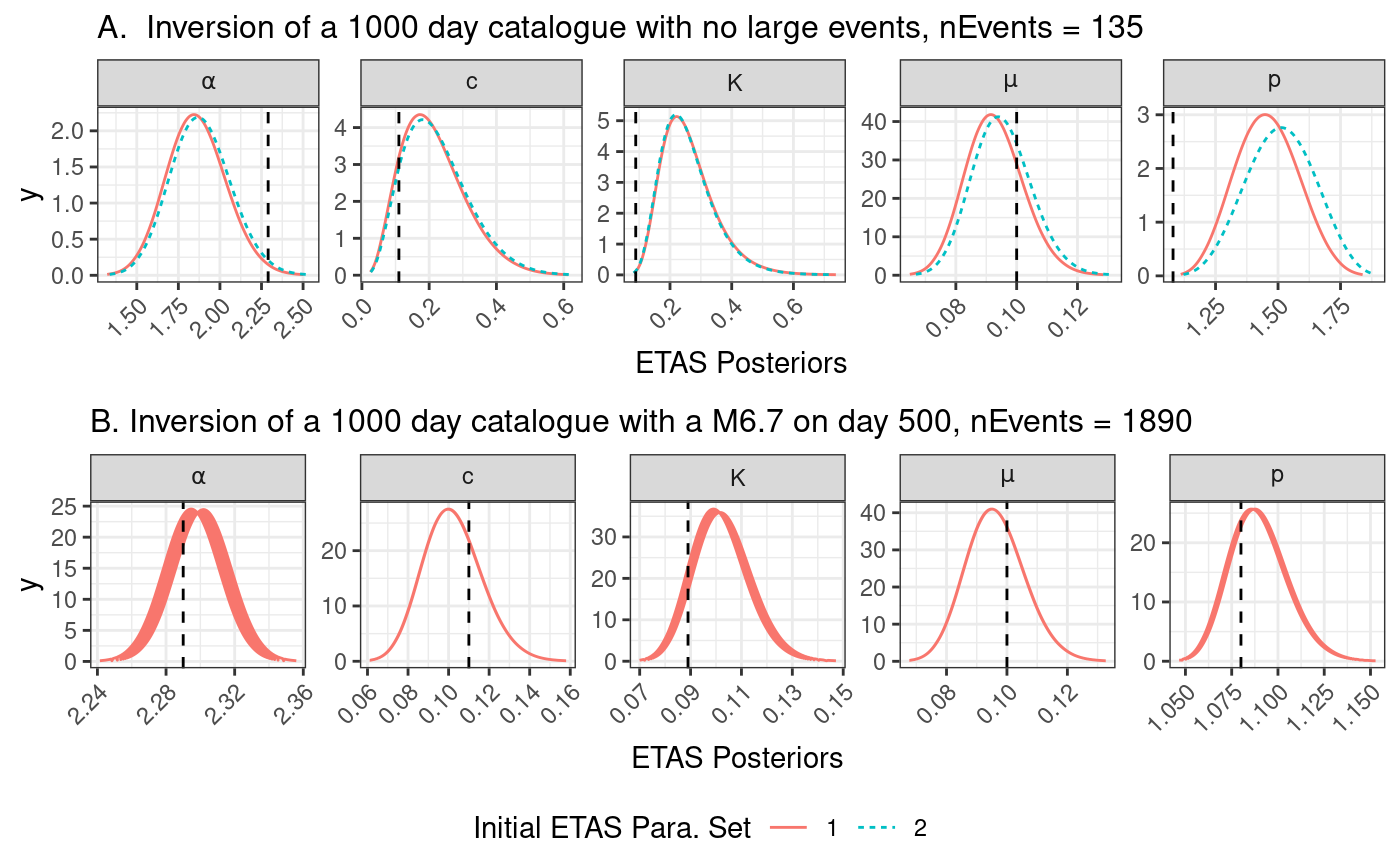 A.  Inversion of a 1000 day catalogue with no large events, nEvents = 135
α c K μ p
y
2.0 1.5 1.0 0.5 0.0
4 3 2 1 0
5 4 3 2 1 0
40 30 20 10 0
3 2 1 0
1.50 1.75 2.00 2.25 2.50
0.0 0.2 0.4 0.6
0.2 0.4 0.6
0.08 0.10 0.12
1.25 1.50 1.75
ETAS Posteriors
B. Inversion of a 1000 day catalogue with a M6.7 on day 500, nEvents = 1890
α c K μ p
y
25 20 15 10 5 0
20 10 0
30 20 10 0
40 30 20 10 0
20 10 0
2.24 2.28 2.32 2.36
0.06 0.08 0.10 0.12 0.14 0.16
0.07 0.09 0.11 0.13 0.15
0.08 0.10 0.12
1.050 1.075 1.100 1.125 1.150
ETAS Posteriors
Initial ETAS Para. Set 1 2